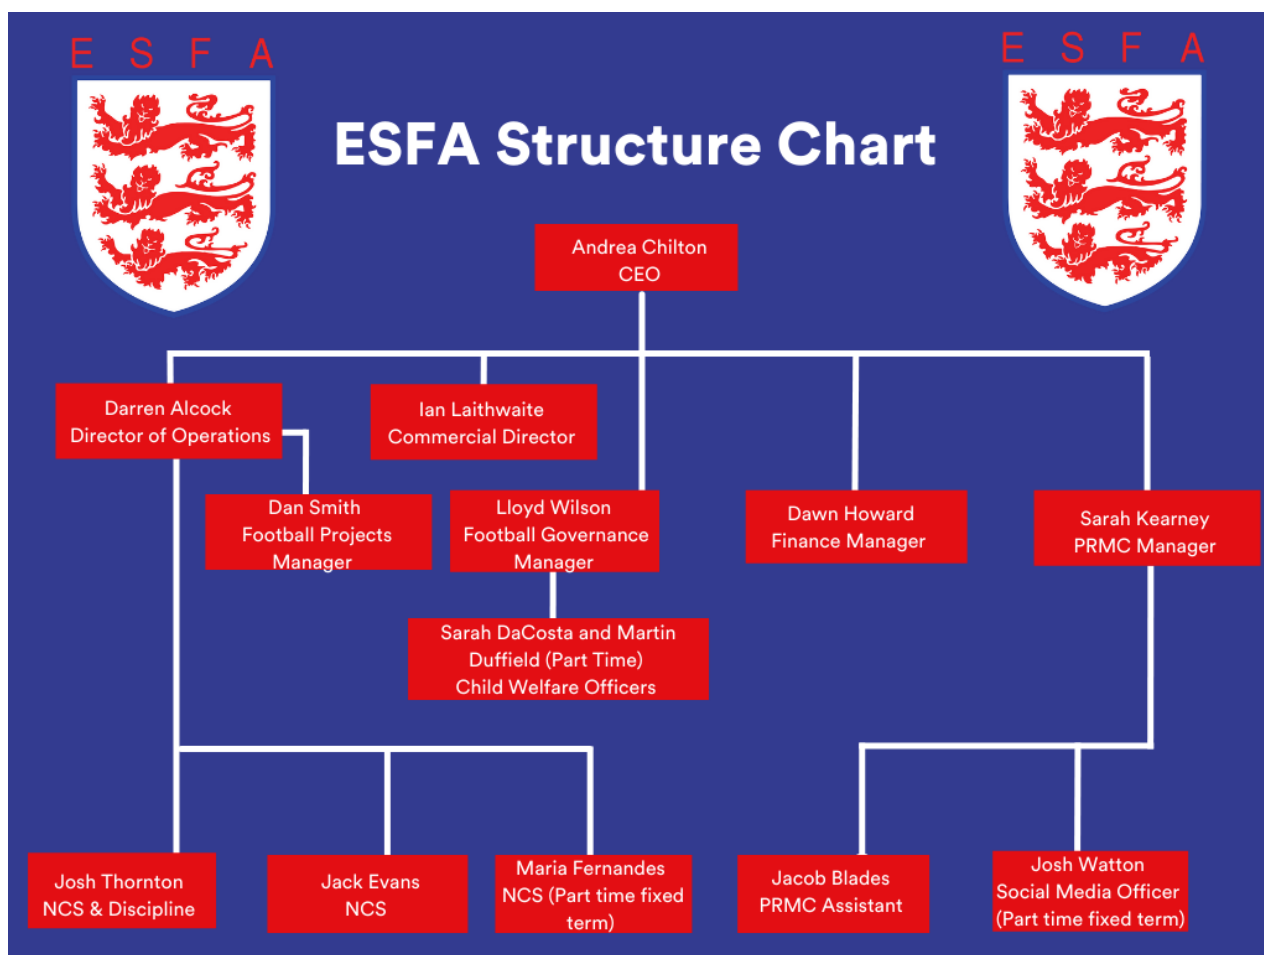 E S F A
E S F A
ESFA Structure Chart
Andrea Chilton
CEO
Darren Alcock
Director of Operations
Ian Laithwaite
Commercial Director
Dan Smith
Football Projects
Manager
Lloyd Wilson
Football Governance
Manager
Dawn Howard
Finance Manager
Sarah Kearney
PRMC Manager
Sarah DaCosta and Martin
Duffield (Part Time)
Child Welfare Officers
Josh Thornton
NCS & Discipline
Jack Evans
NCS
Maria Fernandes
NCS (Part time fixed
term)
Jacob Blades
PRMC Assistant
Josh Watton
Social Media Officer
(Part time fixed term)